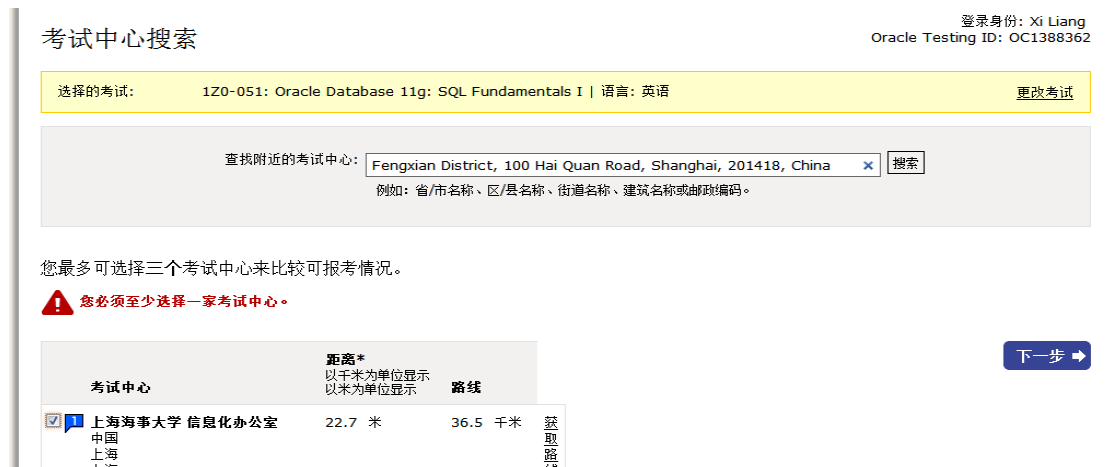 考试中心搜索
登录身份: Xi Liang
Oracle Testing ID: OC1388362
选择的考试: 1Z0-051: Oracle Database 11g: SQL Fundamentals I | 语言: 英语 更改考试
查找附近的考试中心: Fengxian District, 100 Hai Quan Road, Shanghai, 201418, China × 搜索
例如：省/市名称、区/县名称、街道名称、建筑名称或邮政编码。
您最多可选择三个考试中心来比较可报考情况。
您必须至少选择一家考试中心。
下一步
考试中心 距离* 以千米为单位显示 以米为单位显示 路线
1 上海海事大学 信息化办公室 22.7 米 36.5 千米 获取路
中国
上海